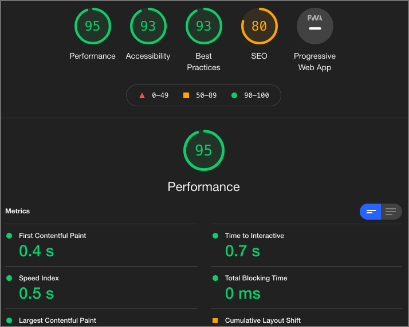 95 93 93 80 PWA
Performance Accessibility Best Practices SEO Progressive Web App
0–49 50–89 90–100
95
Performance
Metrics
First Contentful Paint Time to Interactive
0.4 s 0.7 s
Speed Index Total Blocking Time
0.5 s 0 ms
Largest Contentful Paint Cumulative Layout Shift